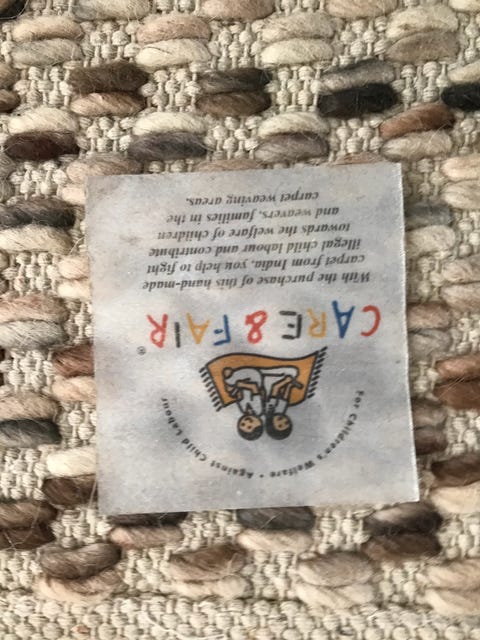 For Children's Welfare • Against Child Labour
CARE & FAIR®
With the purchase of this hand-made
carpet from India, you help to fight
illegal child labour and contribute
towards the welfare of children
and weavers, families in the
carpet weaving areas.